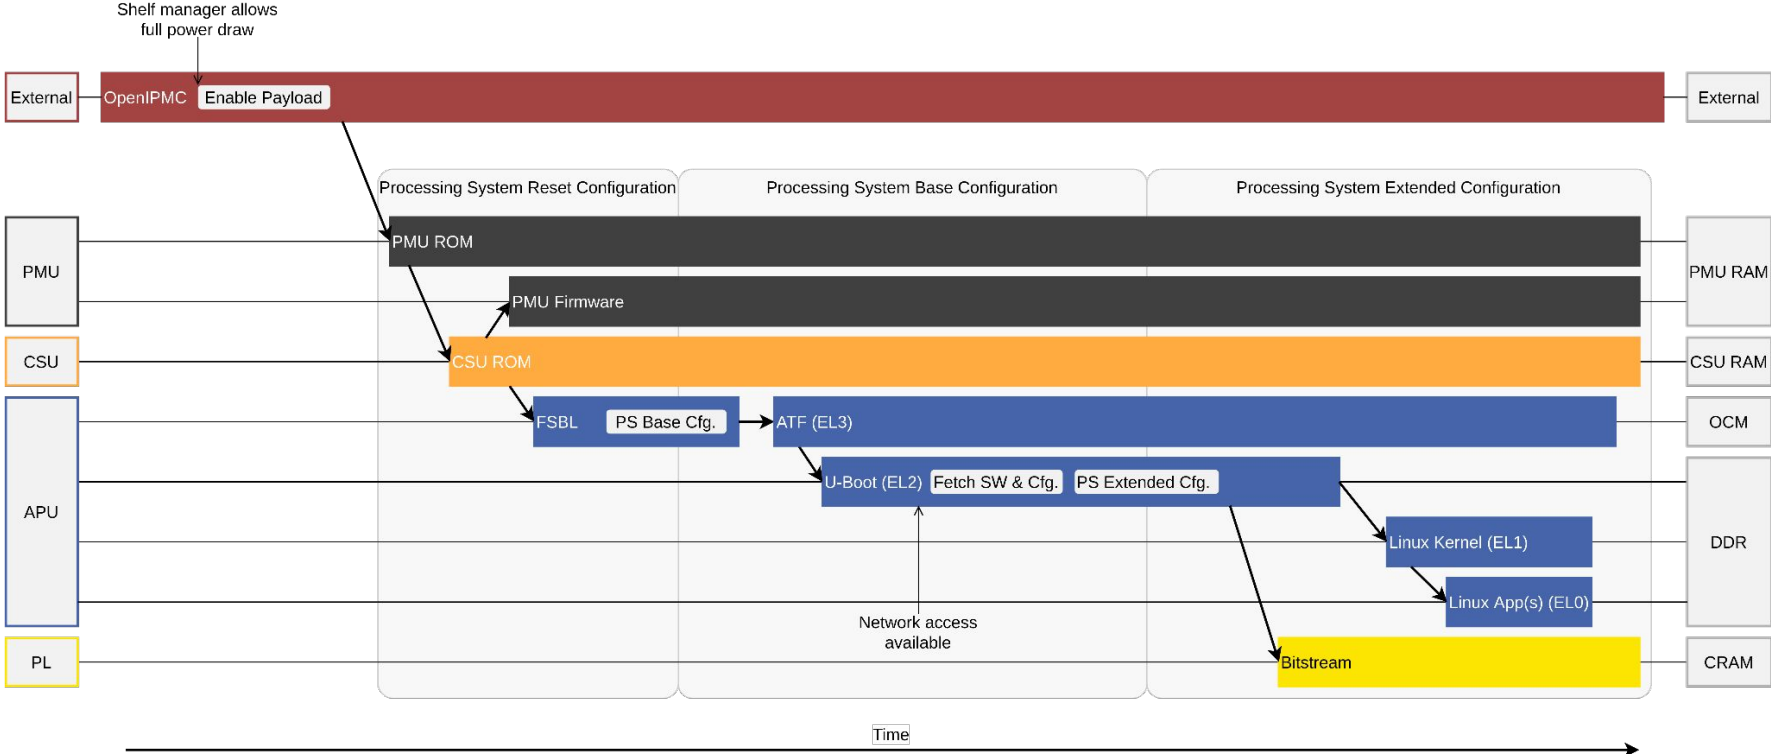 Shelf manager allows
full power draw
External
OpenIPMC
Enable Payload
External
Processing System Reset Configuration
Processing System Base Configuration
Processing System Extended Configuration
PMU
PMU ROM
PMU RAM
PMU Firmware
CSU
CSU ROM
CSU RAM
APU
FSBL
PS Base Cfg.
ATF (EL3)
OCM
U-Boot (EL2)
Fetch SW & Cfg.
PS Extended Cfg.
Linux Kernel (EL1)
DDR
Linux App(s) (EL0)
Network access
available
PL
Bitstream
CRAM
Time